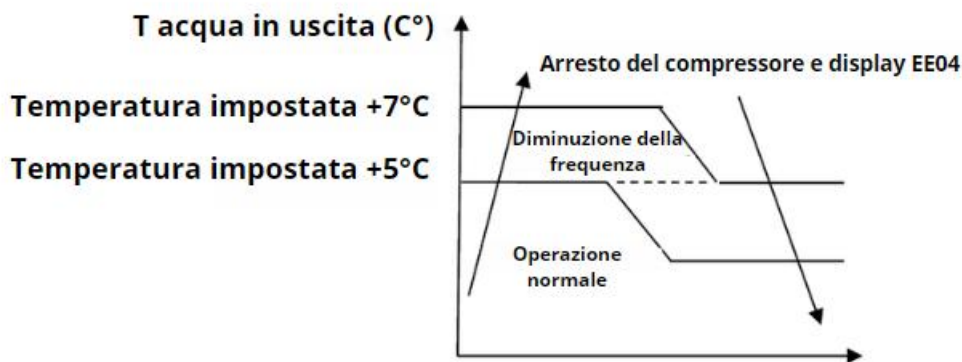 T acqua in uscita (C°)
Arresto del compressore e display EE04
Temperatura impostata +7°C
Diminuzione della
frequenza
Temperatura impostata +5°C
Operazione
normale